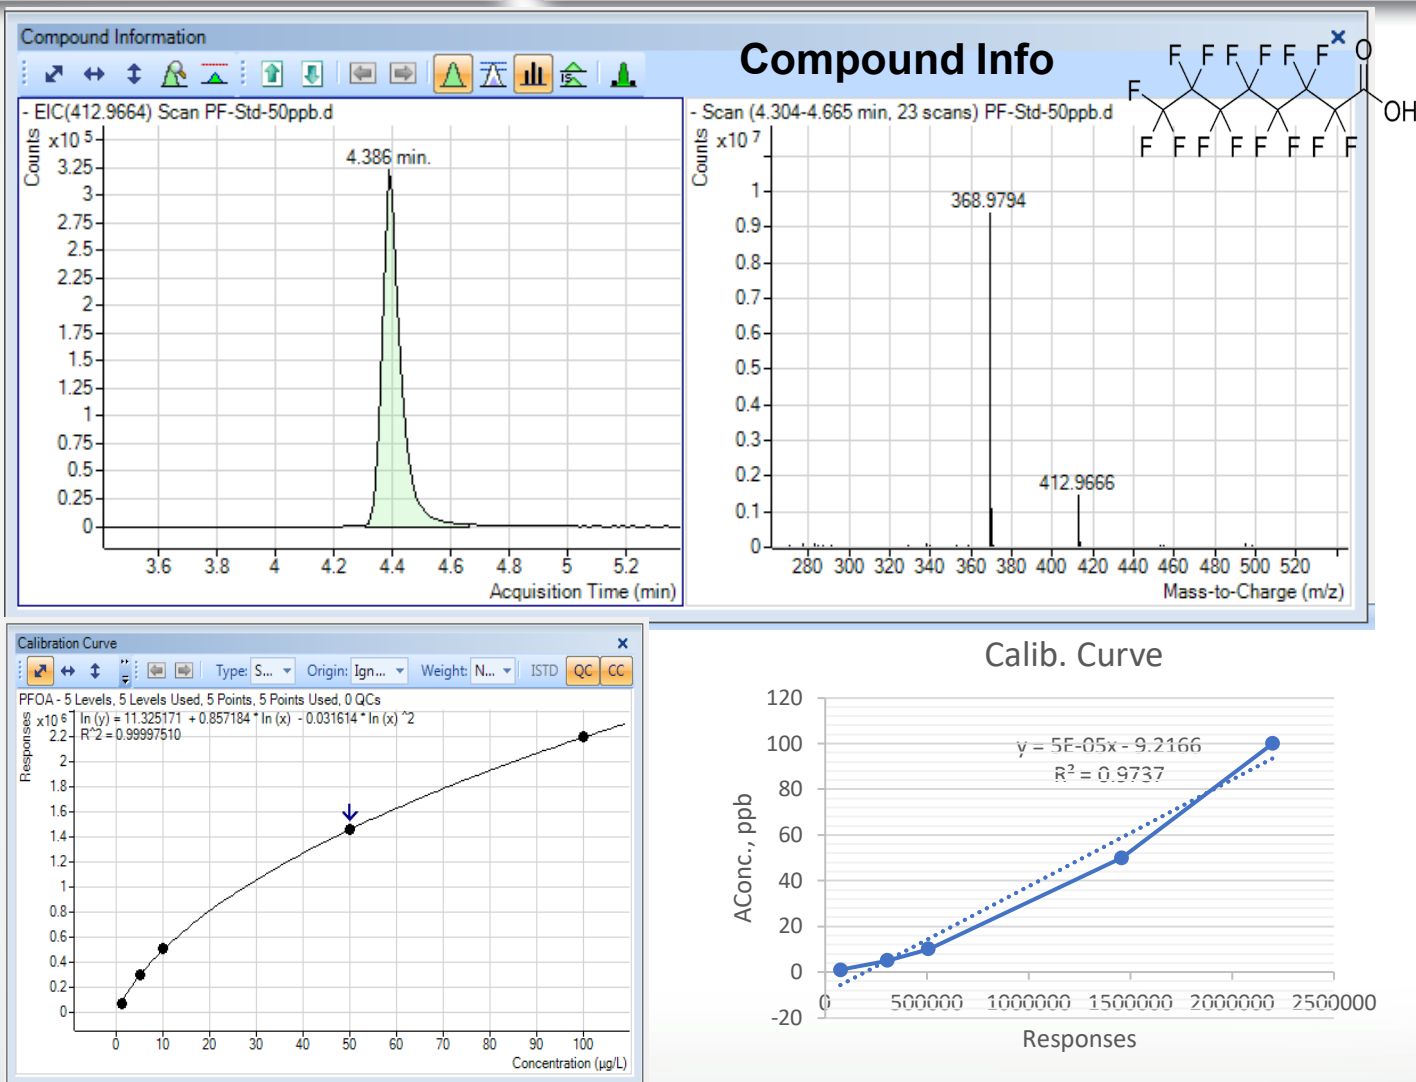 Compound Information
Compound Info
F F F F F F O
F
OH
F F F F F F F F
- EIC(412.9664) Scan PF-Std-50ppb.d
Counts
x10 5
4.386 min.
3.25
3
2.75
2.5
2.25
2
1.75
1.5
1.25
1
0.75
0.5
0.25
0
3.6 3.8 4 4.2 4.4 4.6 4.8 5 5.2
Acquisition Time (min)
- Scan (4.304-4.665 min, 23 scans) PF-Std-50ppb.d
Counts
x10 7
368.9794
412.9666
1
0.9
0.8
0.7
0.6
0.5
0.4
0.3
0.2
0.1
0
280 300 320 340 360 380 400 420 440 460 480 500 520
Mass-to-Charge (m/z)
Calibration Curve
Type: S... Origin: Ign... Weight: N... ISTD QC CC
PFOA - 5 Levels, 5 Levels Used, 5 Points, 5 Points Used, 0 QCs
Responses
x10 6
ln (y) = 11.325171 + 0.857184 * ln (x) - 0.031614 * ln (x) ^2
R^2 = 0.99997510
2.2
2
1.8
1.6
1.4
1.2
1
0.8
0.6
0.4
0.2
0
0 10 20 30 40 50 60 70 80 90 100
Concentration (µg/L)
Calib. Curve
y = 5E-05x - 9.2166
R² = 0.9737
AConc., ppb
120
100
80
60
40
20
0
-20
0 500000 1000000 1500000 2000000 2500000
Responses